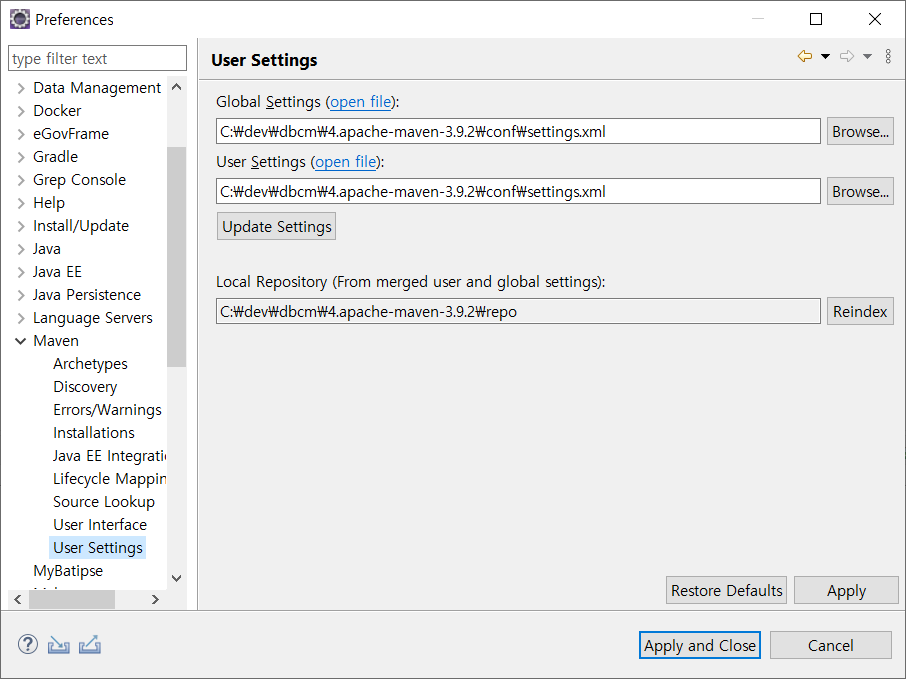 Preferences
type filter text
Data Management
Docker
eGovFrame
Gradle
Grep Console
Help
Install/Update
Java
Java EE
Java Persistence
Language Servers
Maven
Archetypes
Discovery
Errors/Warnings
Installations
Java EE Integrati
Lifecycle Mappin
Source Lookup
User Interface
User Settings
MyBatipse
User Settings
Global Settings (open file):
C:₩dev₩dbcm₩4.apache-maven-3.9.2₩conf₩settings.xml Browse...
User Settings (open file):
C:₩dev₩dbcm₩4.apache-maven-3.9.2₩conf₩settings.xml Browse...
Update Settings
Local Repository (From merged user and global settings):
C:₩dev₩dbcm₩4.apache-maven-3.9.2₩repo Reindex
Restore Defaults Apply
? Apply and Close Cancel